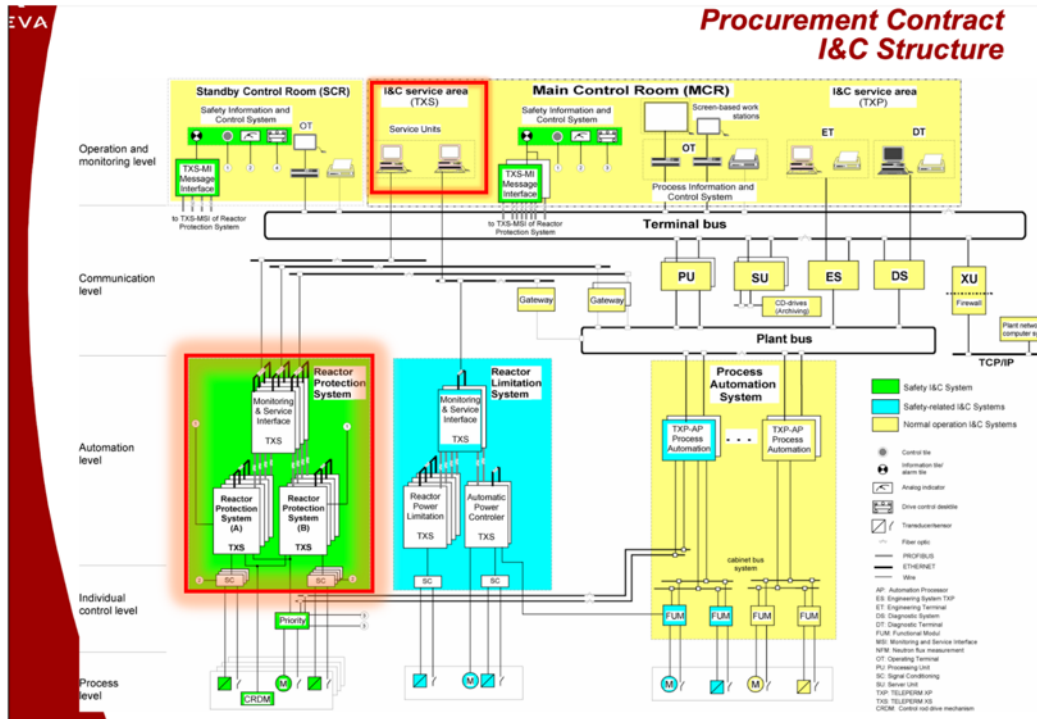 EVA
Procurement Contract
I&C Structure
Standby Control Room (SCR)
Safety Information and
Control System
OT
TXS-MI
Message
Interface
to TXS-MSI of Reactor
Protection System
I&C service area
(TXS)
Service Units
Main Control Room (MCR)
Safety Information and
Control System
TXS-MI
Message
Interface
to TXS-MSI of Reactor
Protection System
Screen-based work
stations
OT
Process Information and
Control System
I&C service area
(TXP)
ET
DT
Operation and
monitoring level
Terminal bus
Communication
level
PU
SU
ES
DS
XU
Firewall
CD-drives
(Archiving)
Gateway
Gateway
Plant bus
Plant netwo
computer sy
TCP/IP
Automation
level
Reactor
Protection
System
Monitoring
& Service
Interface
TXS
Reactor
Protection
System
(A)
TXS
Reactor
Protection
System
(B)
TXS
SC
SC
Reactor
Limitation
System
Monitoring
& Service
Interface
TXS
Reactor
Power
Limitation
TXS
Automatic
Power
Controler
TXS
SC
SC
Process
Automation
System
TXP-AP
Process
Automation
TXP-AP
Process
Automation
cabinet bus
system
FUM
FUM
FUM
FUM
Individual
control level
Priority
Process
level
CRDM
M
M
M
M
Safety I&C System
Safety-related I&C Systems
Normal operation I&C Systems
Control tile
Information tile/
alarm tile
Analog indicator
Drive control desktile
Transducer/sensor
Fiber optic
PROFIBUS
ETHERNET
Wire
AP: Automation Processor
ES: Engineering System TXP
ET: Engineering Terminal
DS: Diagnostic System
DT: Diagnostic Terminal
FUM: Functional Modul
MSI: Monitoring and Service Interface
NFM: Neutron flux measurement
OT: Operating Terminal
PU: Processing Unit
SC: Signal Conditioning
SU: Server Unit
TXP: TELEPERM XP
TXS: TELEPERM XS
CRDM: Control rod drive mechanism